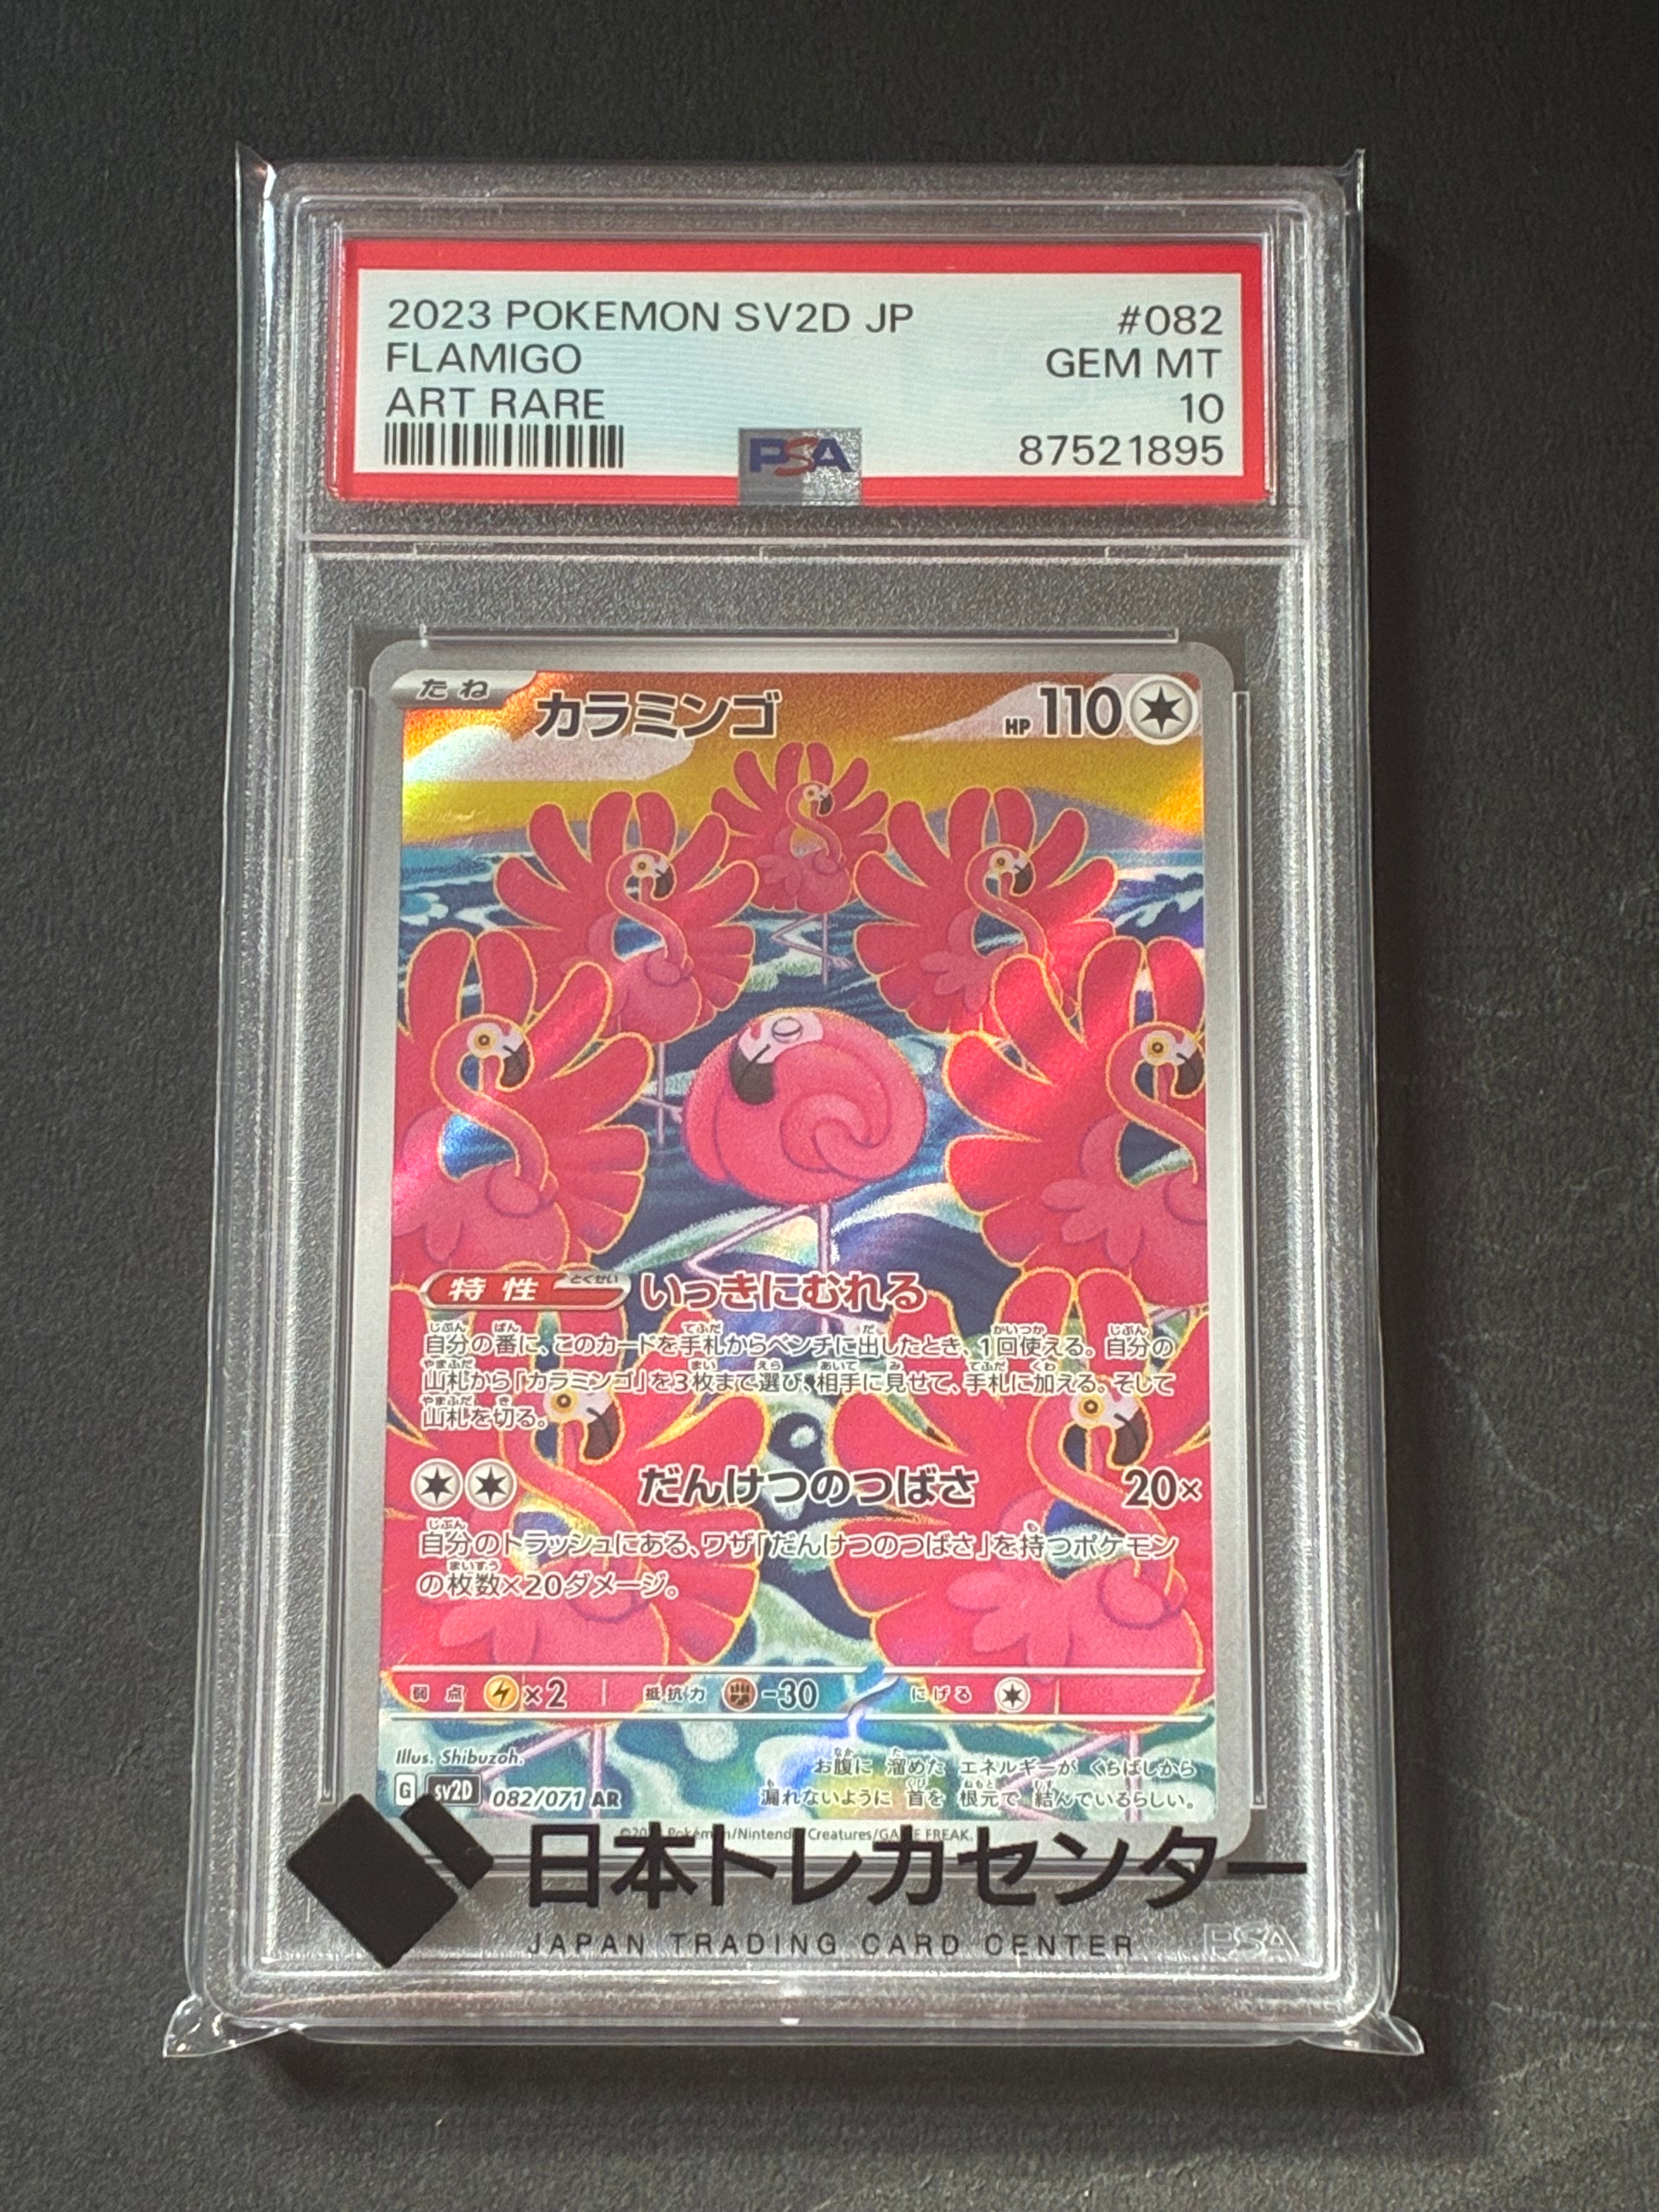 2023 POKEMON SV2D JP #082
FLAMIGO GEM MT
ART RARE 10
PSA 87521895
たね カラミンゴ HP 110
特性 とくせい いっきにむれる
自分の番に、このカードを手札からベンチに出したとき、1回使える。自分の
山札から「カラミンゴ」を3枚まで選び、相手に見せて、手札に加える。そして
山札を切る。
だんけつのつばさ 20×
自分のトラッシュにある、ワザ「だんけつのつばさ」を持つポケモン
の枚数×20ダメージ。
弱点 ×2 抵抗力 -30 にげる
Illus. Shibuzoh.
お腹に 溜めた エネルギーが くちばしから
G sv2D 082/071 AR 漏れないように 首を 根元で 結んでいるらしい。
Pokémon/Nintendo/Creatures/GAME FREAK.
日本トレカセンター
JAPAN TRADING CARD CENTER PSA